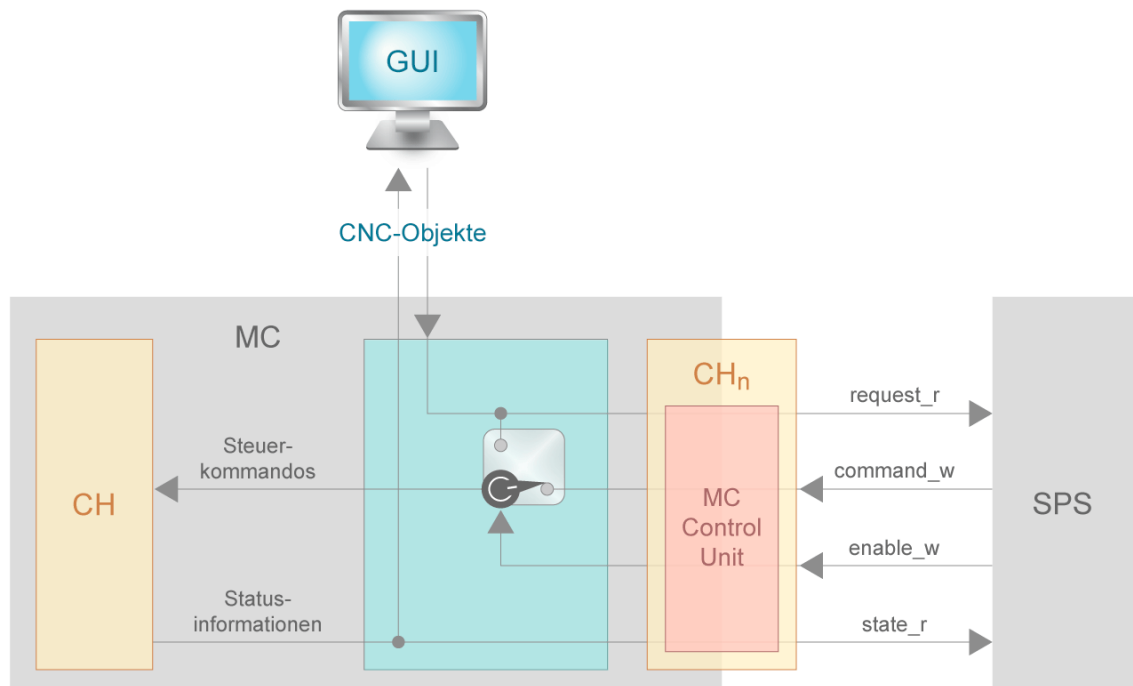 GUI
CNC-Objekte
MC
CH
Steuer-
kommandos
Status-
informationen
CHn
MC
Control
Unit
request_r
command_w
enable_w
state_r
SPS